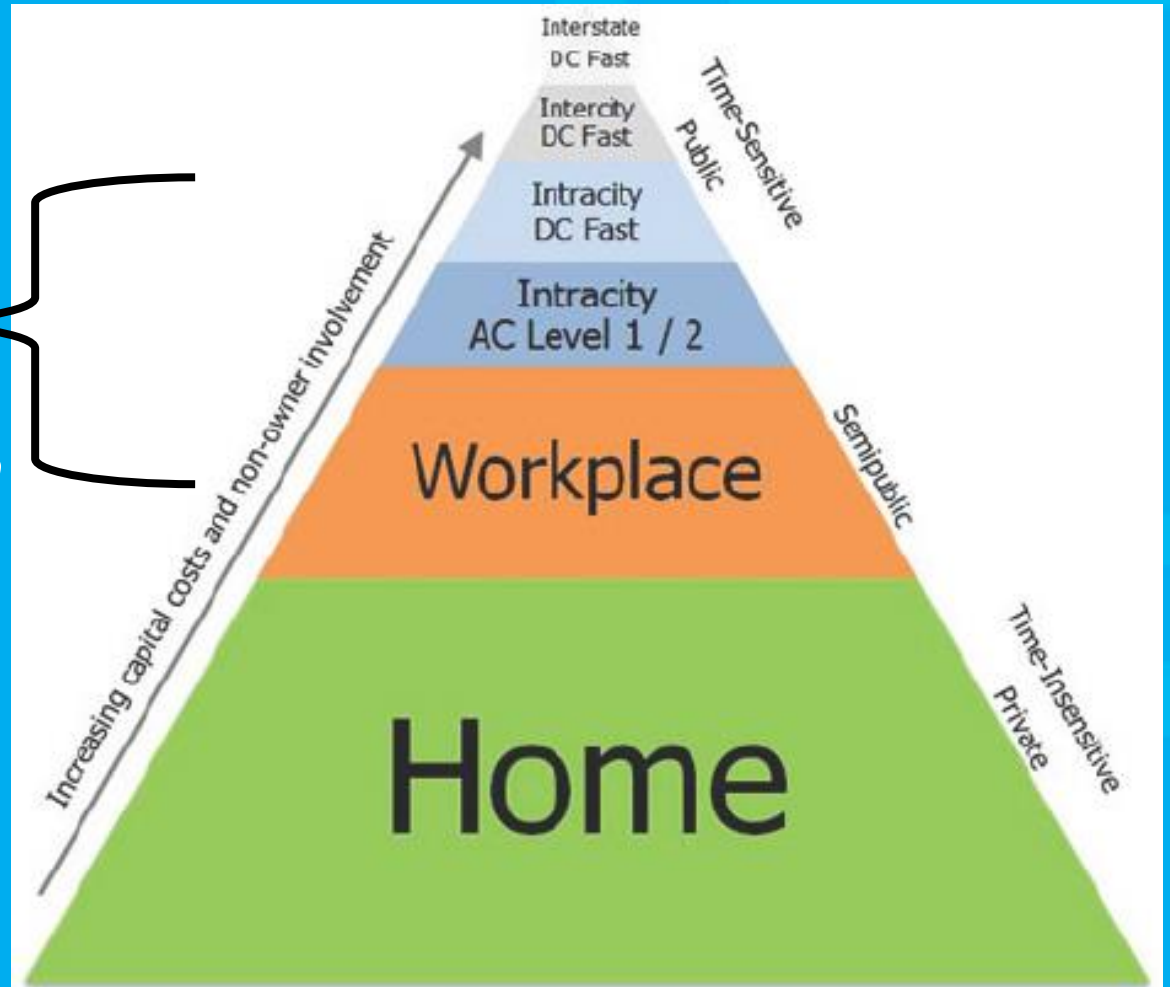 Interstate
DC Fast
Intercity
DC Fast
Intracity
DC Fast
Intracity
AC Level 1 / 2
Workplace
Home
Increasing capital costs and non-owner involvement
Time-Sensitive
Public
Semipublic
Time-Insensitive
Private